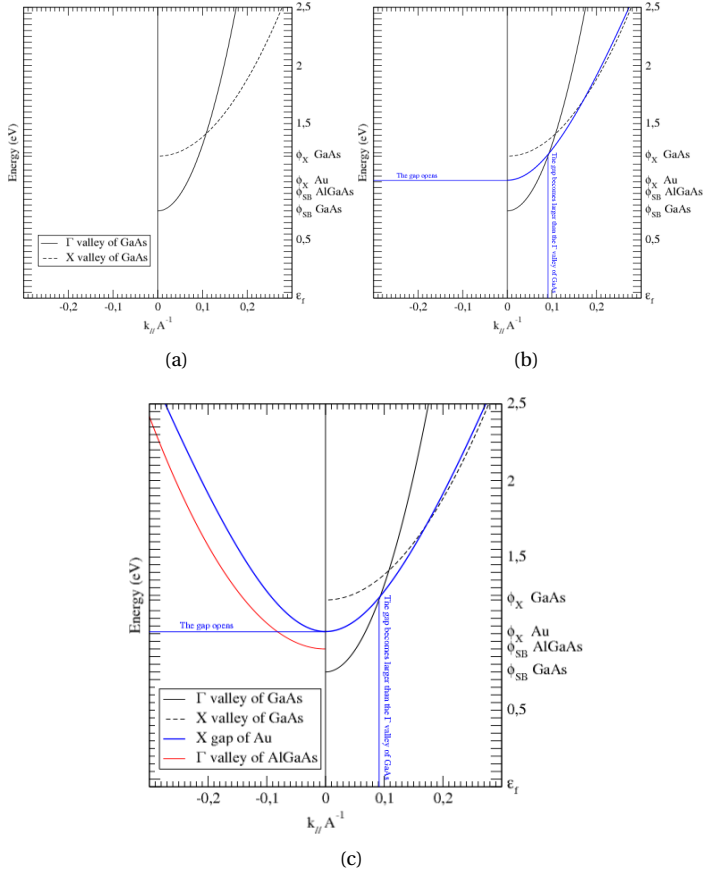 2,5
2
1,5
ϕX GaAs
ϕX Au
ϕSB AlGaAs
ϕSB GaAs
0,5
εf
Energy (eV)
Γ valley of GaAs
X valley of GaAs
-0,2 -0,1 0 0,1 0,2
k// A-1
(a)
2,5
2
1,5
ϕX GaAs
ϕX Au
ϕSB AlGaAs
ϕSB GaAs
0,5
εf
Energy (eV)
The gap opens
The gap becomes larger than the Γ valley of GaAs
-0,2 -0,1 0 0,1 0,2
k// A-1
(b)
2,5
2
1,5
ϕX GaAs
ϕX Au
ϕSB AlGaAs
ϕSB GaAs
0,5
εf
Energy (eV)
The gap opens
The gap becomes larger than the Γ valley of GaAs
Γ valley of GaAs
X valley of GaAs
X gap of Au
Γ valley of AlGaAs
-0,2 -0,1 0 0,1 0,2
k// A-1
(c)